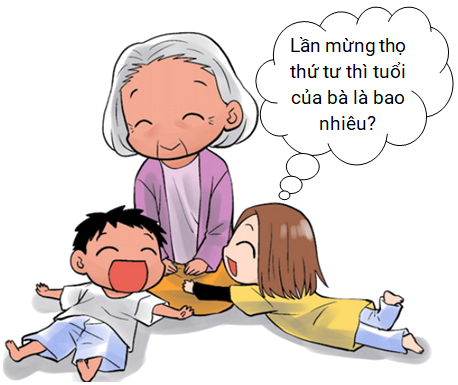 Lần mừng thọ
thứ tư thì tuổi
của bà là bao
nhiêu?